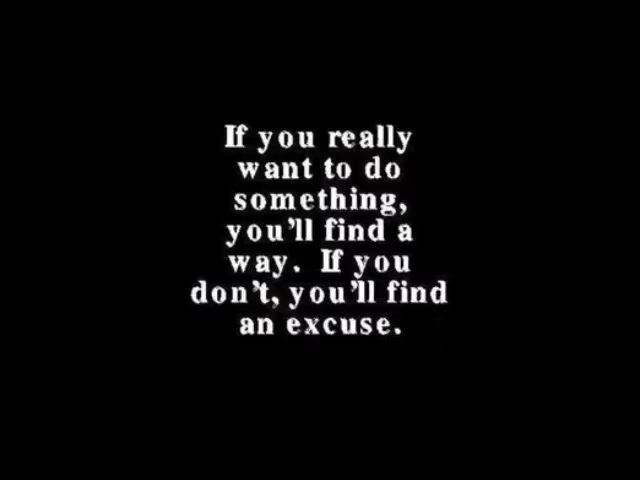 If you really
want to do
something,
you'll find a
way. If you
don't, you'll find
an excuse.